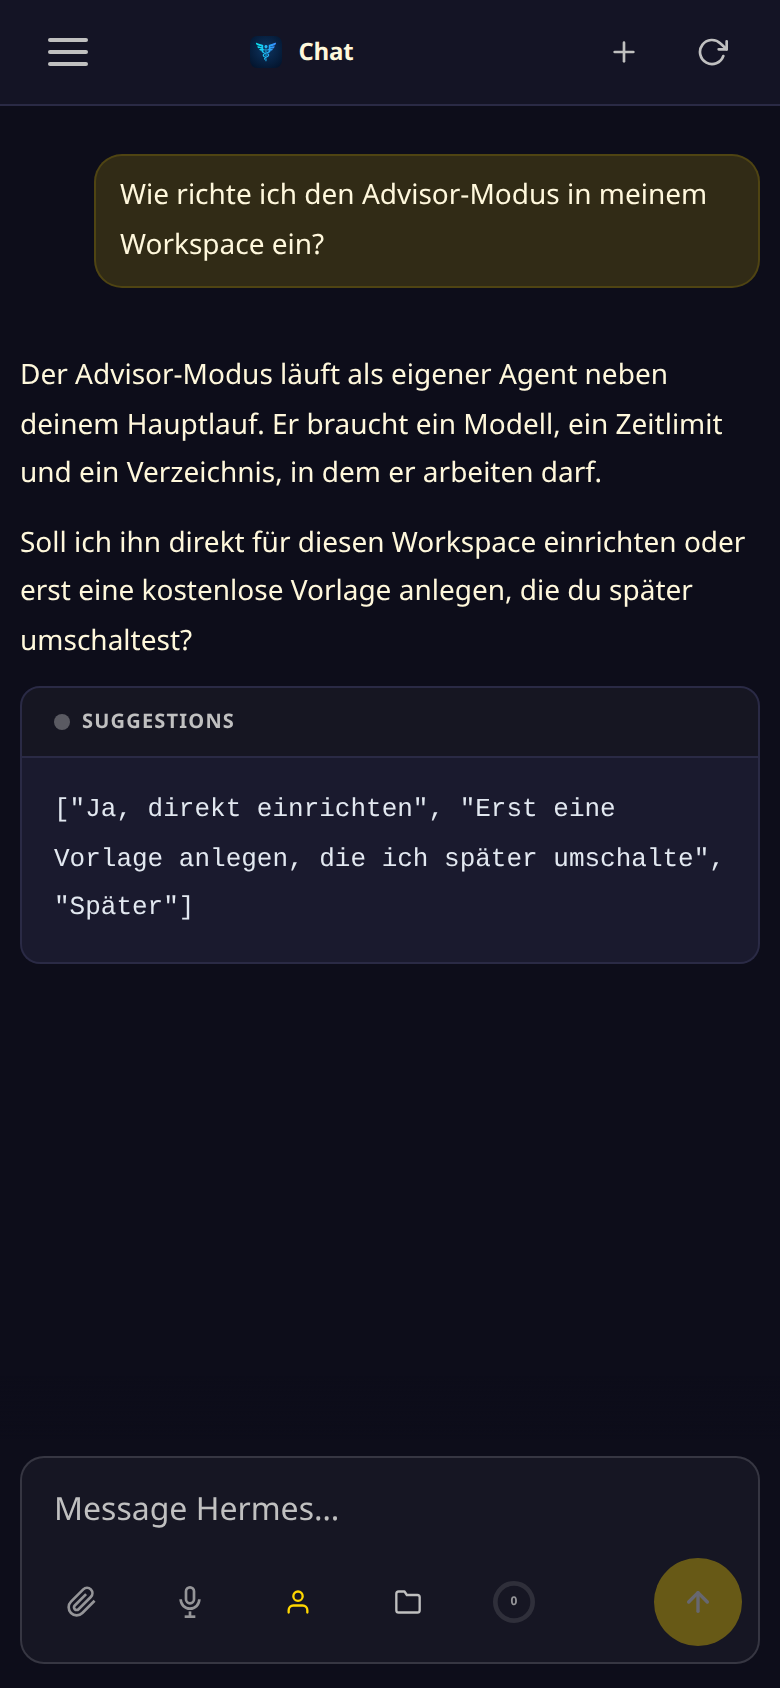 Chat
Wie richte ich den Advisor-Modus in meinem
Workspace ein?
Der Advisor-Modus läuft als eigener Agent neben
deinem Hauptlauf. Er braucht ein Modell, ein Zeitlimit
und ein Verzeichnis, in dem er arbeiten darf.
Soll ich ihn direkt für diesen Workspace einrichten oder
erst eine kostenlose Vorlage anlegen, die du später
umschaltest?
SUGGESTIONS
["Ja, direkt einrichten", "Erst eine
Vorlage anlegen, die ich später umschalte",
"Später"]
Message Hermes...
0